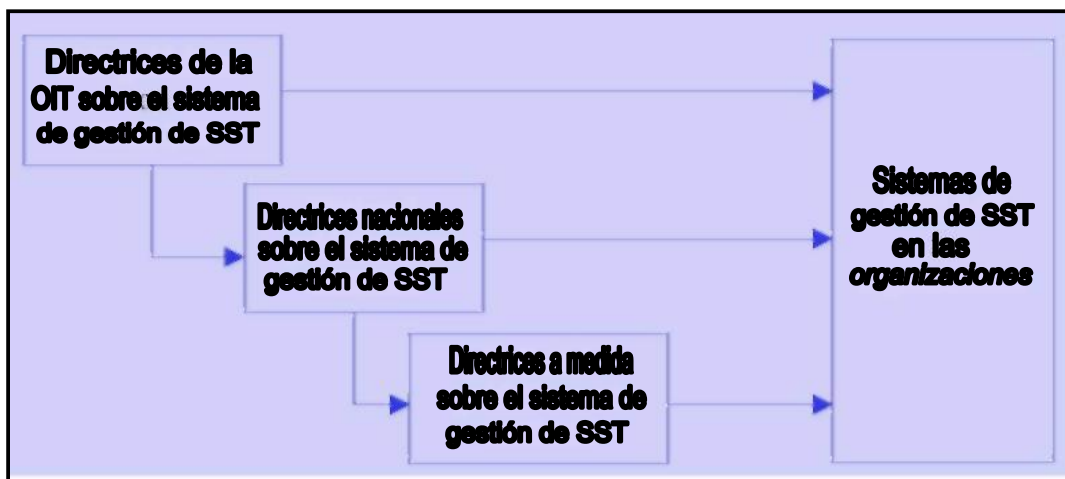 Directrices de la
OIT sobre el sistema
de gestión de SST
Directrices nacionales
sobre el sistema de
gestión de SST
Directrices a medida
sobre el sistema de
gestión de SST
Sistemas de
gestión de SST
en las
organizaciones